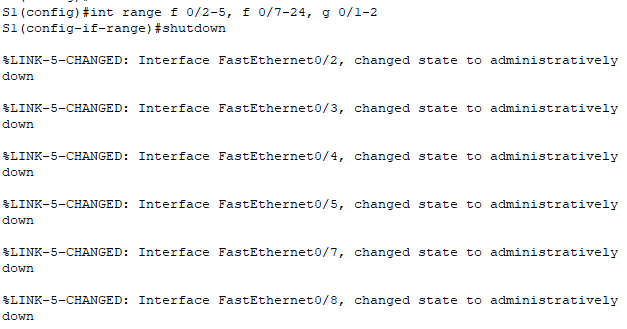 S1(config)#int range f 0/2-5, f 0/7-24, g 0/1-2
S1(config-if-range)#shutdown
%LINK-5-CHANGED: Interface FastEthernet0/2, changed state to administratively
down
%LINK-5-CHANGED: Interface FastEthernet0/3, changed state to administratively
down
%LINK-5-CHANGED: Interface FastEthernet0/4, changed state to administratively
down
%LINK-5-CHANGED: Interface FastEthernet0/5, changed state to administratively
down
%LINK-5-CHANGED: Interface FastEthernet0/7, changed state to administratively
down
%LINK-5-CHANGED: Interface FastEthernet0/8, changed state to administratively
down